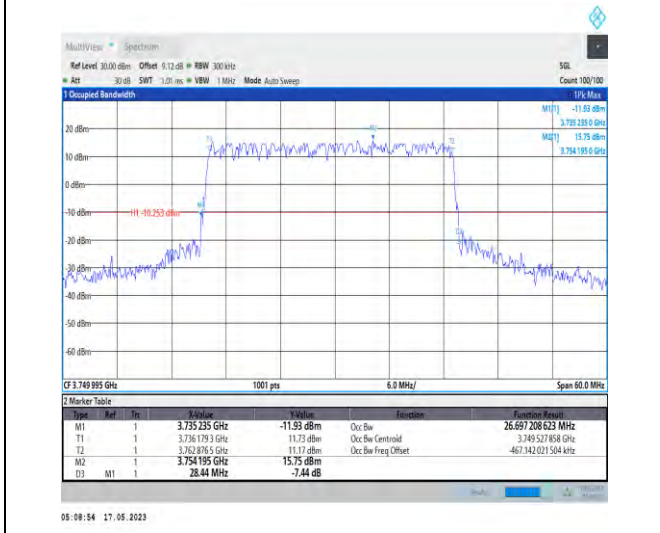 MultiView Spectrum
Ref Level 30.00 dBm Offset 9.12 dB RBW 300 kHz SGL
Att 30 dB SWT 1.01 ms VBW 1 MHz Mode Auto Sweep Count 100/100
1 Occupied Bandwidth 1Pk Max
M1[1] -11.93 dBm
3.735 235 0 GHz
M2[1] 15.75 dBm
3.754 195 0 GHz
20 dBm
10 dBm
0 dBm
-10 dBm H1 -10.253 dBm
-20 dBm
-30 dBm
-40 dBm
-50 dBm
-60 dBm
CF 3.749 995 GHz 1001 pts 6.0 MHz/ Span 60.0 MHz
2 Marker Table
Type Ref Trc X-Value Y-Value Function Function Result
M1 1 3.735 235 GHz -11.93 dBm Occ Bw 26.697 208 623 MHz
T1 1 3.736 179 3 GHz 11.73 dBm Occ Bw Centroid 3.749 527 858 GHz
T2 1 3.762 876 5 GHz 11.17 dBm Occ Bw Freq Offset -467.142 021 504 kHz
M2 1 3.754 195 GHz 15.75 dBm
D3 M1 1 28.44 MHz -7.44 dB
05:08:54 17.05.2023